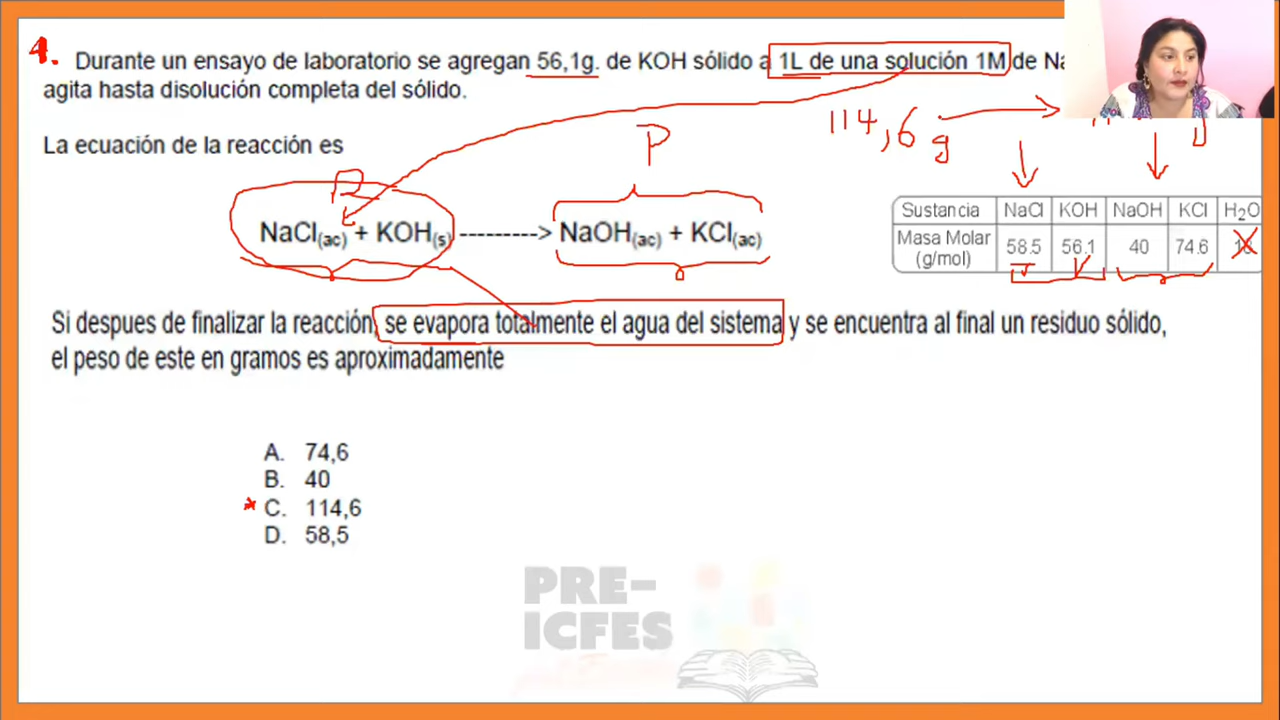 4. Durante un ensayo de laboratorio se agregan 56,1g. de KOH sólido a 1L de una solución 1M de Na
agita hasta disolución completa del sólido.
114,6 g
La ecuación de la reacción es
P
R
NaCl(ac) + KOH(s) ---------> NaOH(ac) + KCl(ac)
Sustancia NaCl KOH NaOH KCl H2O
Masa Molar (g/mol) 58.5 56.1 40 74.6 18
Si despues de finalizar la reacción, se evapora totalmente el agua del sistema y se encuentra al final un residuo sólido,
el peso de este en gramos es aproximadamente
A. 74,6
B. 40
* C. 114,6
D. 58,5
PRE-
ICFES